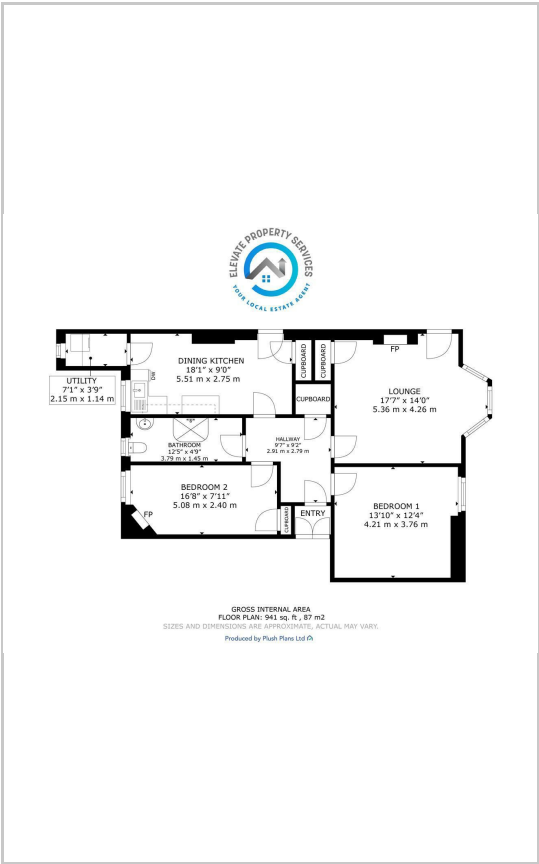 ELEVATE PROPERTY SERVICES
YOUR LOCAL ESTATE AGENT
UTILITY
7'1" x 3'9"
2.15 m x 1.14 m
DW
DINING KITCHEN
18'1" x 9'0"
5.51 m x 2.75 m
CUPBOARD
CUPBOARD
CUPBOARD
FP
LOUNGE
17'7" x 14'0"
5.36 m x 4.26 m
BATHROOM
12'5" x 4'9"
3.79 m x 1.45 m
HALLWAY
9'7" x 9'2"
2.91 m x 2.79 m
BEDROOM 2
16'8" x 7'11"
5.08 m x 2.40 m
FP
CUPBOARD
ENTRY
BEDROOM 1
13'10" x 12'4"
4.21 m x 3.76 m
GROSS INTERNAL AREA
FLOOR PLAN: 941 sq. ft , 87 m2
SIZES AND DIMENSIONS ARE APPROXIMATE, ACTUAL MAY VARY.
Produced by Plush Plans Ltd